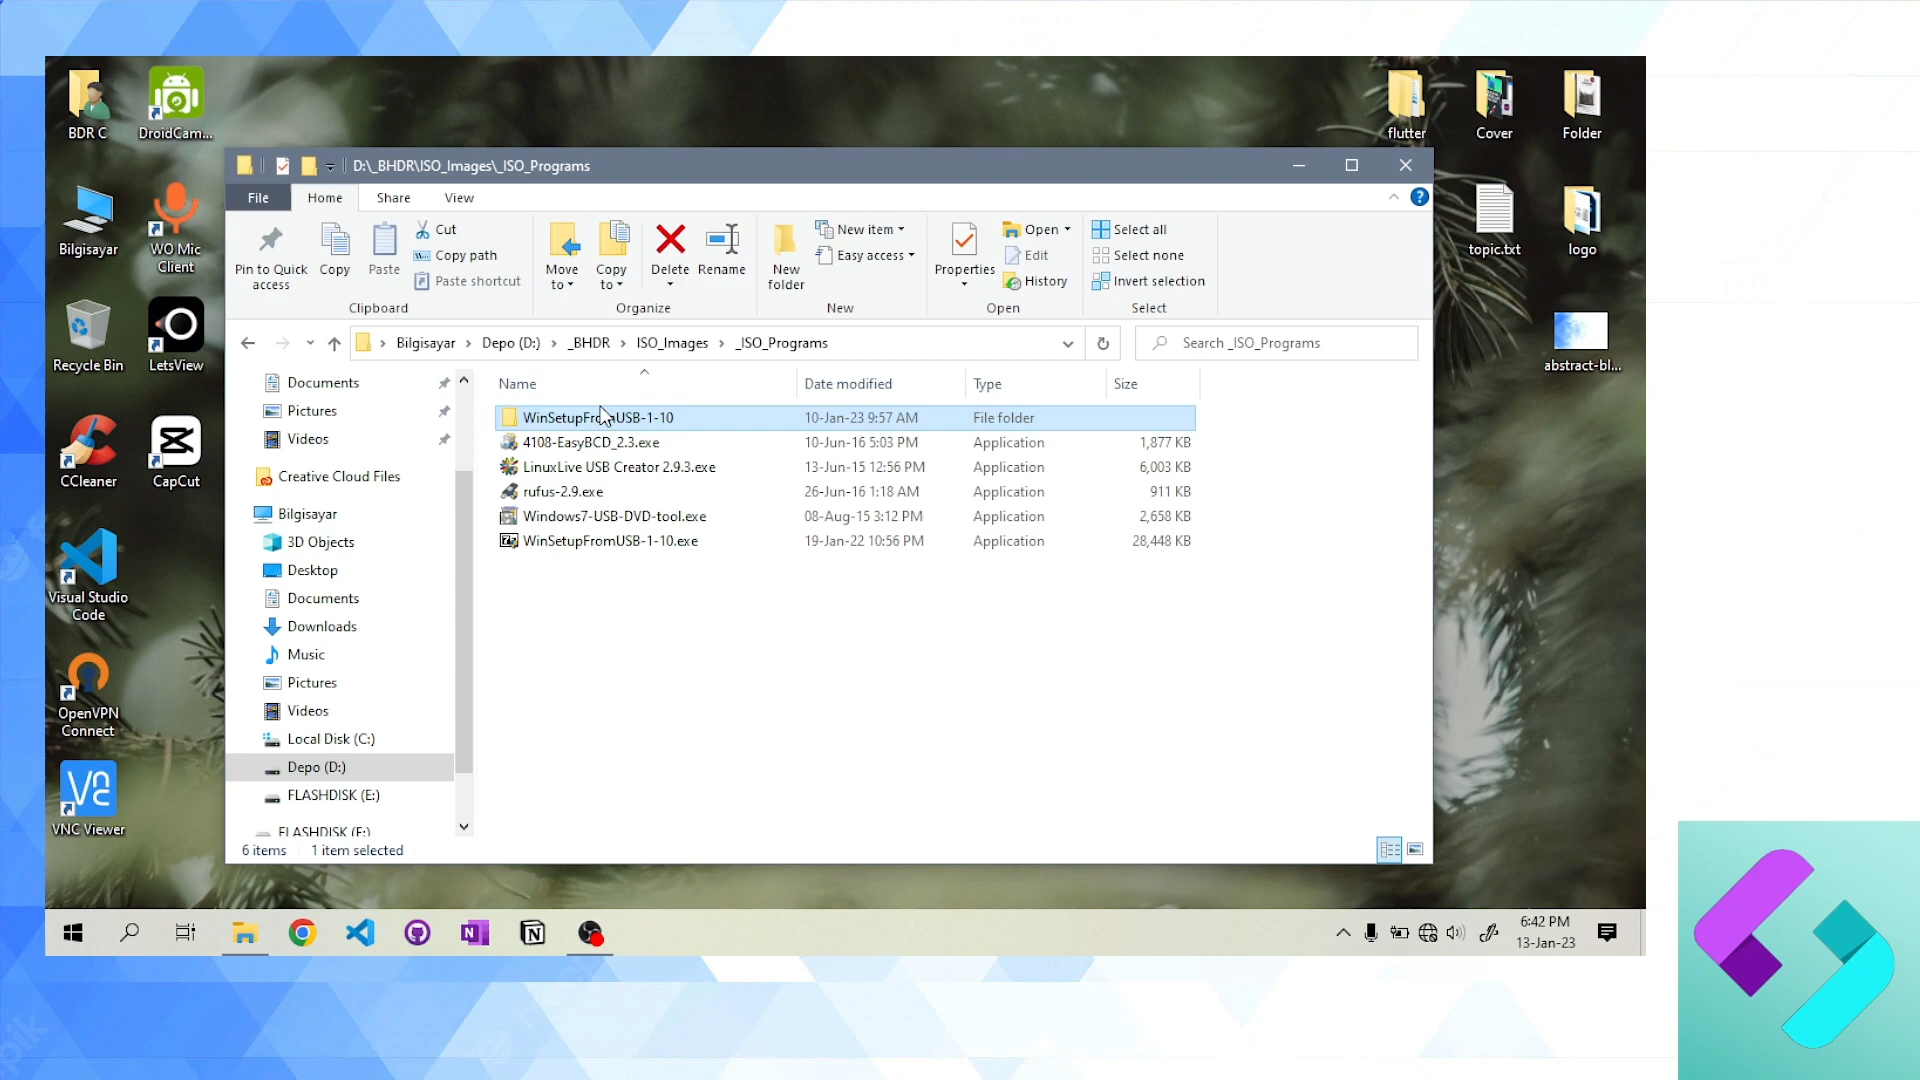 BDR C
DroidCam...
flutter
Cover
Folder
Bilgisayar
WO Mic
Client
topic.txt
logo
Recycle Bin
LetsView
abstract-bl...
CCleaner
CapCut
Visual Studio
Code
OpenVPN
Connect
VNC Viewer
D:\_BHDR\ISO_Images\_ISO_Programs
File
Home
Share
View
Pin to Quick
access
Copy
Paste
Cut
Copy path
Paste shortcut
Clipboard
Move
to
Copy
to
Delete
Rename
Organize
New
folder
New item
Easy access
New
Properties
Open
Edit
History
Open
Select all
Select none
Invert selection
Select
Bilgisayar
Depo (D:)
_BHDR
ISO_Images
_ISO_Programs
Search _ISO_Programs
Documents
Pictures
Videos
Creative Cloud Files
Bilgisayar
3D Objects
Desktop
Documents
Downloads
Music
Pictures
Videos
Local Disk (C:)
Depo (D:)
FLASHDISK (E:)
FLASHDISK (E:)
Name Date modified Type Size
WinSetupFromUSB-1-10 10-Jan-23 9:57 AM File folder
4108-EasyBCD_2.3.exe 10-Jun-16 5:03 PM Application 1,877 KB
LinuxLive USB Creator 2.9.3.exe 13-Jun-15 12:56 PM Application 6,003 KB
rufus-2.9.exe 26-Jun-16 1:18 AM Application 911 KB
Windows7-USB-DVD-tool.exe 08-Aug-15 3:12 PM Application 2,658 KB
WinSetupFromUSB-1-10.exe 19-Jan-22 10:56 PM Application 28,448 KB
6 items 1 item selected
6:42 PM
13-Jan-23